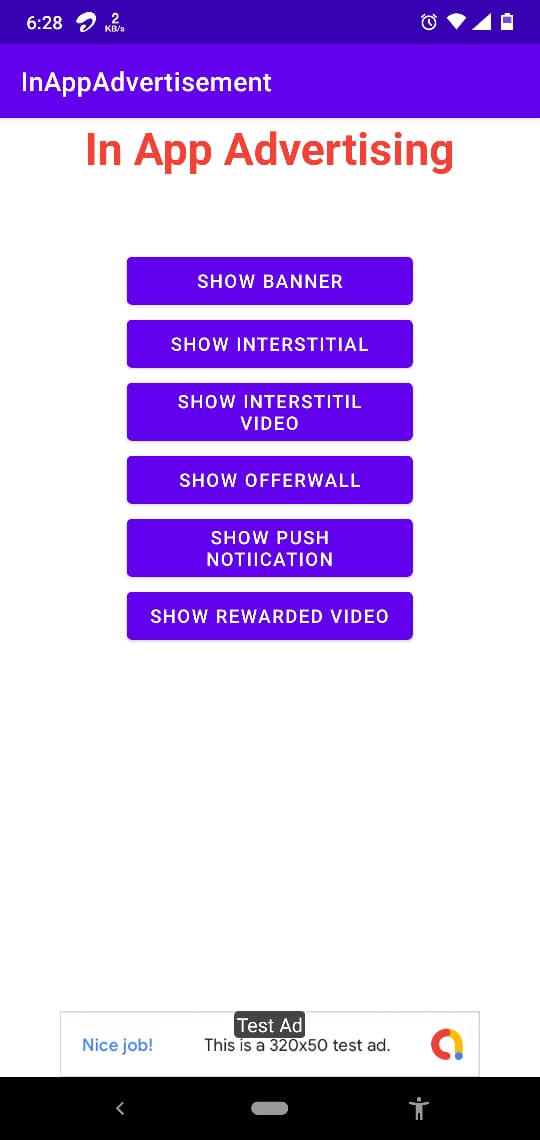 6:28 2
KB/s
InAppAdvertisement
In App Advertising
SHOW BANNER
SHOW INTERSTITIAL
SHOW INTERSTITIL
VIDEO
SHOW OFFERWALL
SHOW PUSH
NOTIICATION
SHOW REWARDED VIDEO
Test Ad
Nice job! This is a 320x50 test ad.